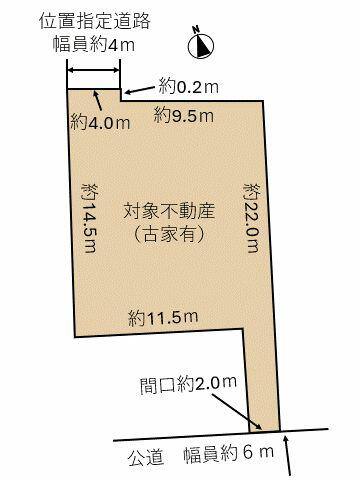 位置指定道路
幅員約4m
N
約0.2m
約4.0m
約9.5m
約14.5m
対象不動産
（古家有）
約22.0m
約11.5m
間口約2.0m
公道　幅員約６ｍ